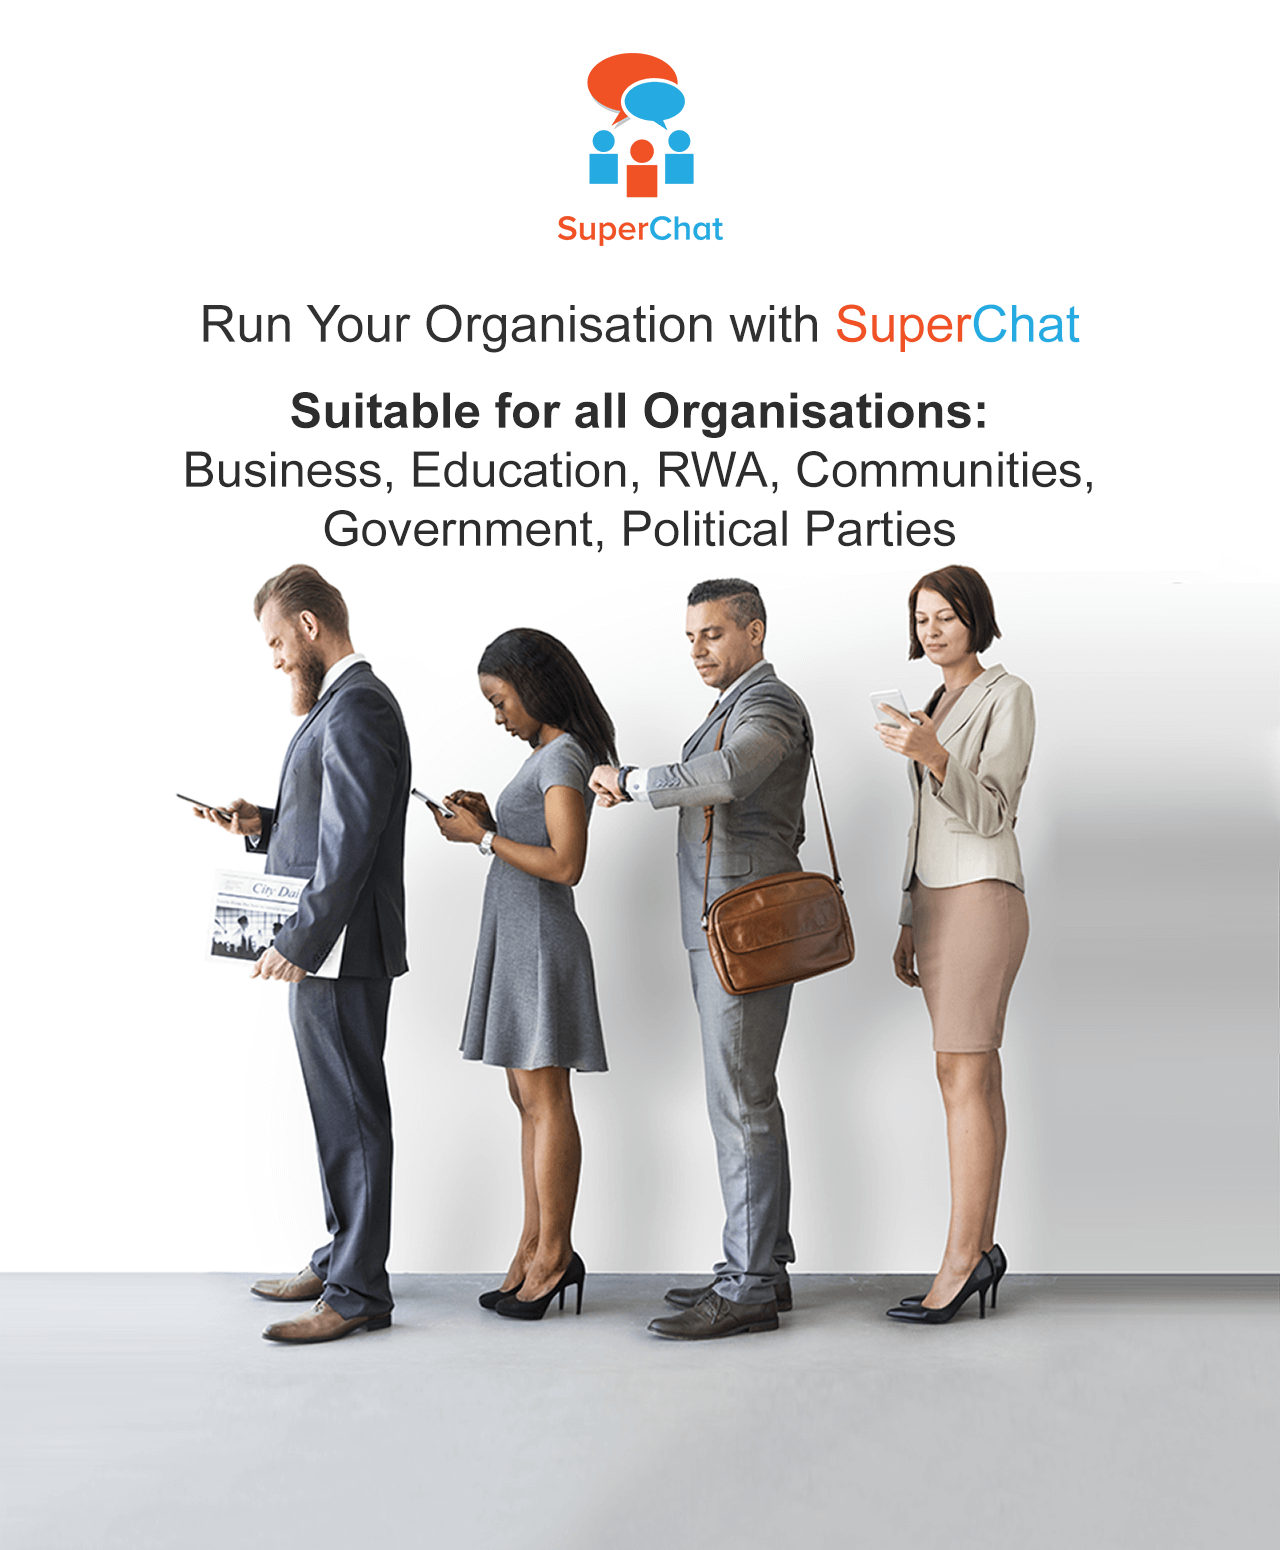 SuperChat
Run Your Organisation with SuperChat
Suitable for all Organisations:
Business, Education, RWA, Communities,
Government, Political Parties
City Dai